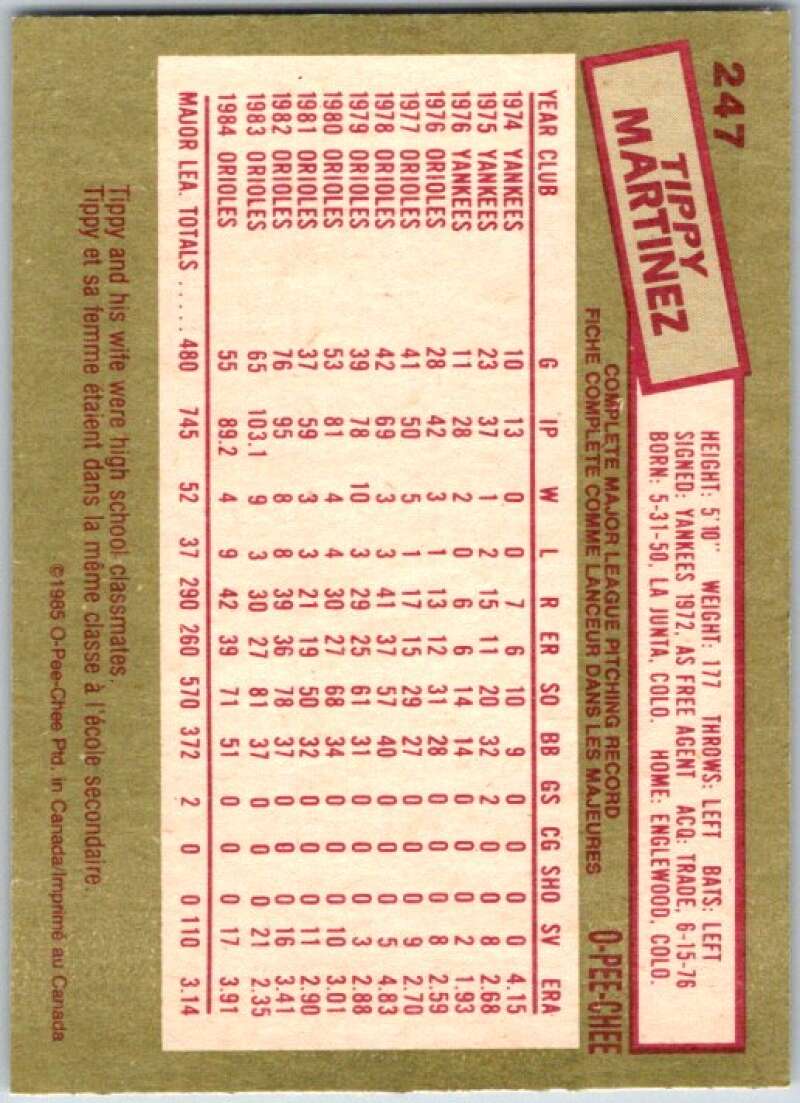 247
TIPPY
MARTINEZ
HEIGHT: 5'10" WEIGHT: 177 THROWS: LEFT BATS: LEFT
SIGNED: YANKEES 1972, AS FREE AGENT ACQ: TRADE, 6-15-76
BORN: 5-31-50, LA JUNTA, COLO. HOME: ENGLEWOOD, COLO.
COMPLETE MAJOR LEAGUE PITCHING RECORD
FICHE COMPLÈTE COMME LANCEUR DANS LES MAJEURES
O-PEE-CHEE
YEAR CLUB G IP W L R ER SO BB GS CG SHO SV ERA
1974 YANKEES 10 13 0 0 7 6 10 9 0 0 0 0 4.15
1975 YANKEES 23 37 1 2 15 11 20 32 2 0 0 8 2.68
1976 YANKEES 11 28 2 0 6 6 14 14 0 0 0 2 1.93
1976 ORIOLES 28 42 3 1 13 12 31 28 0 0 0 8 2.59
1977 ORIOLES 41 50 5 1 17 15 29 27 0 0 0 9 2.70
1978 ORIOLES 42 69 3 3 41 37 57 40 0 0 0 5 4.83
1979 ORIOLES 39 78 10 3 29 25 61 31 0 0 0 3 2.88
1980 ORIOLES 53 81 4 4 30 27 68 34 0 0 0 10 3.01
1981 ORIOLES 37 59 3 3 21 19 50 32 0 0 0 11 2.90
1982 ORIOLES 76 95 8 8 39 36 78 37 0 0 0 16 3.41
1983 ORIOLES 65 103.1 9 3 30 27 81 37 0 0 0 21 2.35
1984 ORIOLES 55 89.2 4 9 42 39 71 51 0 0 0 17 3.91
MAJOR LEA. TOTALS ..... 480 745 52 37 290 260 570 372 2 0 0 110 3.14
Tippy and his wife were high school classmates.
Tippy et sa femme étaient dans la même classe à l'école secondaire.
©1985 O-Pee-Chee Ptd. in Canada/Imprimé au Canada